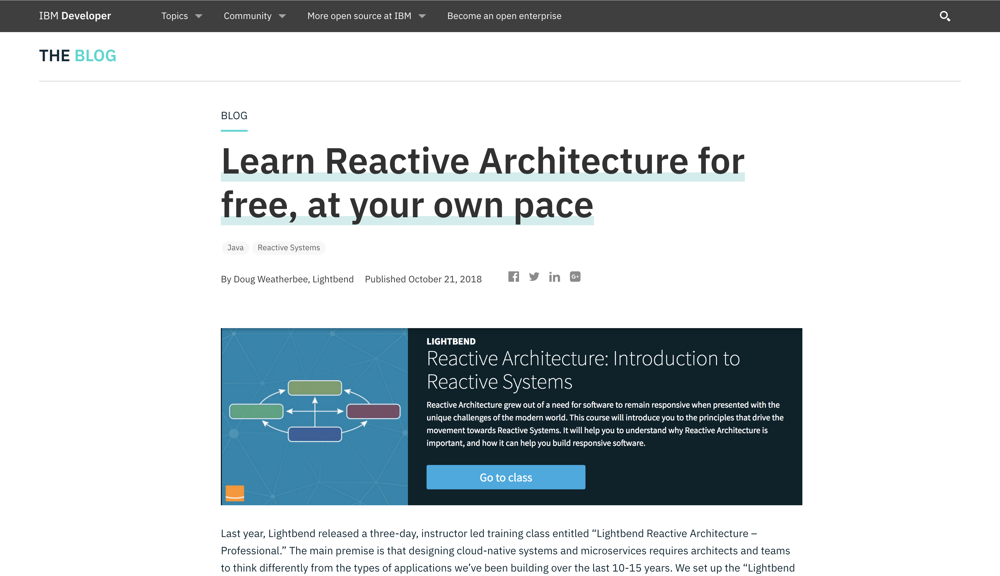 IBM Developer
Topics
Community
More open source at IBM
Become an open enterprise
THE BLOG
BLOG
Learn Reactive Architecture for
free, at your own pace
Java
Reactive Systems
By Doug Weatherbee, Lightbend
Published October 21, 2018
G+
LIGHTBEND
Reactive Architecture: Introduction to
Reactive Systems
Reactive Architecture grew out of a need for software to remain responsive when presented with the
unique challenges of the modern world. This course will introduce you to the principles that drive the
movement towards Reactive Systems. It will help you to understand why Reactive Architecture is
important, and how it can help you build responsive software.
Go to class
Last year, Lightbend released a three-day, instructor led training class entitled “Lightbend Reactive Architecture –
Professional.” The main premise is that designing cloud-native systems and microservices requires architects and teams
to think differently from the types of applications we’ve been building over the last 10-15 years. We set up the “Lightbend